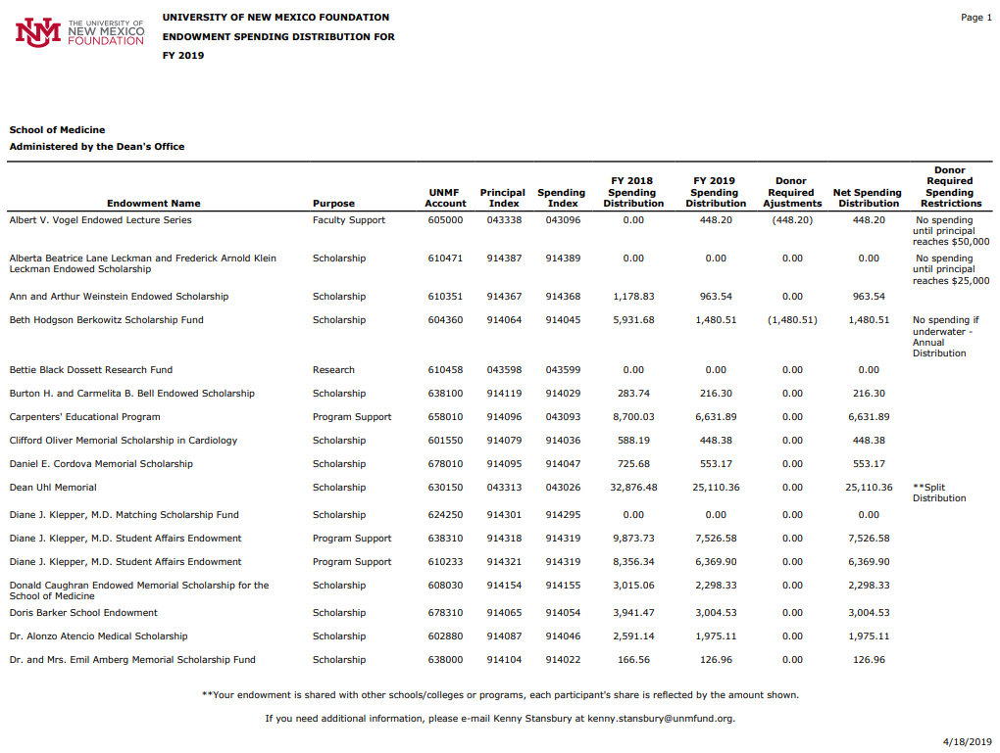 THE UNIVERSITY OF
NEW MEXICO
FOUNDATION
UNIVERSITY OF NEW MEXICO FOUNDATION
ENDOWMENT SPENDING DISTRIBUTION FOR
FY 2019
Page 1
School of Medicine
Administered by the Dean's Office
Endowment Name Purpose UNMF Account Principal Index Spending Index FY 2018 Spending Distribution FY 2019 Spending Distribution Donor Required Ajustments Net Spending Distribution Donor Required Spending Restrictions
Albert V. Vogel Endowed Lecture Series Faculty Support 605000 043338 043096 0.00 448.20 (448.20) 448.20 No spending
until principal
reaches $50,000
Alberta Beatrice Lane Leckman and Frederick Arnold Klein Scholarship 610471 914387 914389 0.00 0.00 0.00 0.00 No spending
Leckman Endowed Scholarship until principal
reaches $25,000
Ann and Arthur Weinstein Endowed Scholarship Scholarship 610351 914367 914368 1,178.83 963.54 0.00 963.54
Beth Hodgson Berkowitz Scholarship Fund Scholarship 604360 914064 914045 5,931.68 1,480.51 (1,480.51) 1,480.51 No spending if
underwater -
Annual
Distribution
Bettie Black Dossett Research Fund Research 610458 043598 043599 0.00 0.00 0.00 0.00
Burton H. and Carmelita B. Bell Endowed Scholarship Scholarship 638100 914119 914029 283.74 216.30 0.00 216.30
Carpenters' Educational Program Program Support 658010 914096 043093 8,700.03 6,631.89 0.00 6,631.89
Clifford Oliver Memorial Scholarship in Cardiology Scholarship 601550 914079 914036 588.19 448.38 0.00 448.38
Daniel E. Cordova Memorial Scholarship Scholarship 678010 914095 914047 725.68 553.17 0.00 553.17
Dean Uhl Memorial Scholarship 630150 043313 043026 32,876.48 25,110.36 0.00 25,110.36 **Split
Distribution
Diane J. Klepper, M.D. Matching Scholarship Fund Scholarship 624250 914301 914295 0.00 0.00 0.00 0.00
Diane J. Klepper, M.D. Student Affairs Endowment Program Support 638310 914318 914319 9,873.73 7,526.58 0.00 7,526.58
Diane J. Klepper, M.D. Student Affairs Endowment Program Support 610233 914321 914319 8,356.34 6,369.90 0.00 6,369.90
Donald Caughran Endowed Memorial Scholarship for the Scholarship 608030 914154 914155 3,015.06 2,298.33 0.00 2,298.33
School of Medicine
Doris Barker School Endowment Scholarship 678310 914065 914054 3,941.47 3,004.53 0.00 3,004.53
Dr. Alonzo Atencio Medical Scholarship Scholarship 602880 914087 914046 2,591.14 1,975.11 0.00 1,975.11
Dr. and Mrs. Emil Amberg Memorial Scholarship Fund Scholarship 638000 914104 914022 166.56 126.96 0.00 126.96
**Your endowment is shared with other schools/colleges or programs, each participant's share is reflected by the amount shown.
If you need additional information, please e-mail Kenny Stansbury at kenny.stansbury@unmfund.org.
4/18/2019